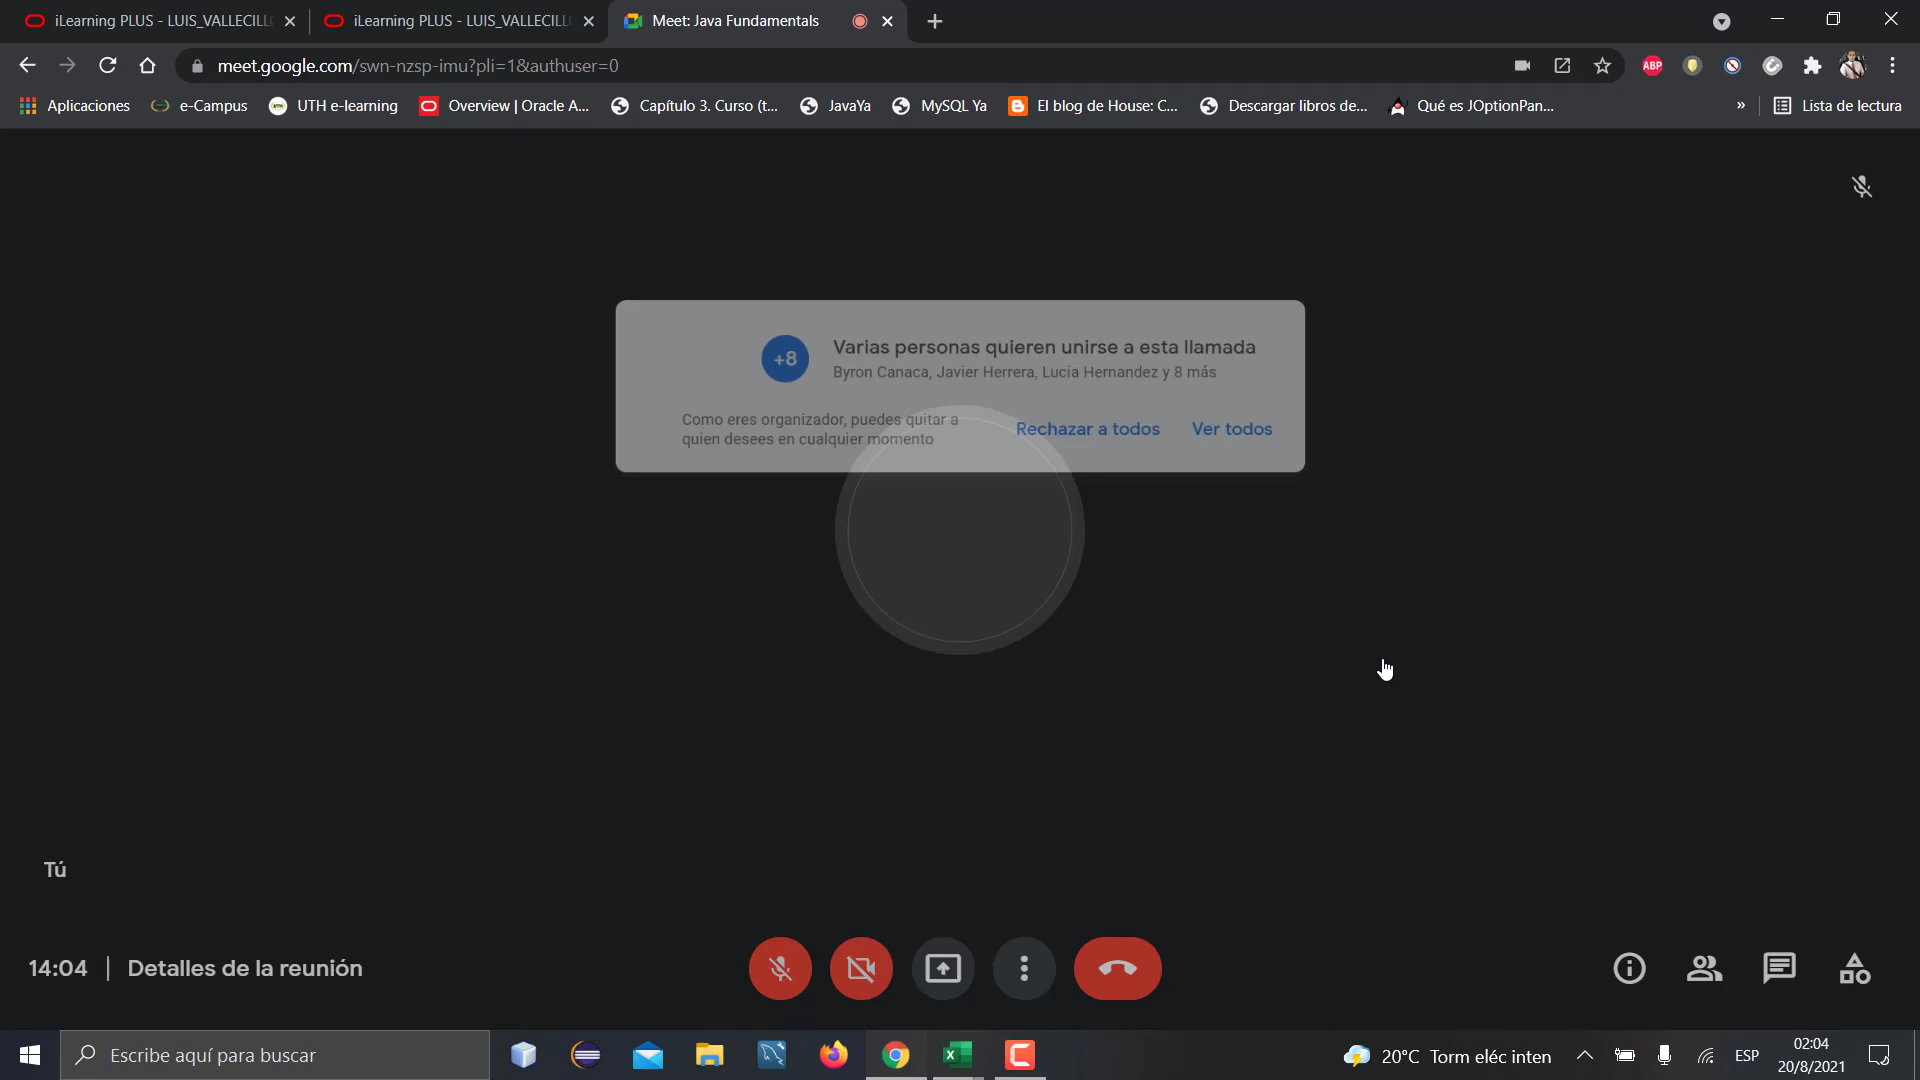 iLearning PLUS - LUIS_VALLECILL
iLearning PLUS - LUIS_VALLECILL
Meet: Java Fundamentals
meet.google.com/swn-nzsp-imu?pli=1&authuser=0
ABP
Aplicaciones
e-Campus
UTH e-learning
Overview | Oracle A...
Capítulo 3. Curso (t...
JavaYa
MySQL Ya
El blog de House: C...
Descargar libros de...
Qué es JOptionPan...
»
Lista de lectura
+8
Varias personas quieren unirse a esta llamada
Byron Canaca, Javier Herrera, Lucia Hernandez y 8 más
Como eres organizador, puedes quitar a
quien desees en cualquier momento
Rechazar a todos
Ver todos
Tú
14:04 | Detalles de la reunión
Escribe aquí para buscar
20°C Torm eléc inten
ESP
02:04
20/8/2021